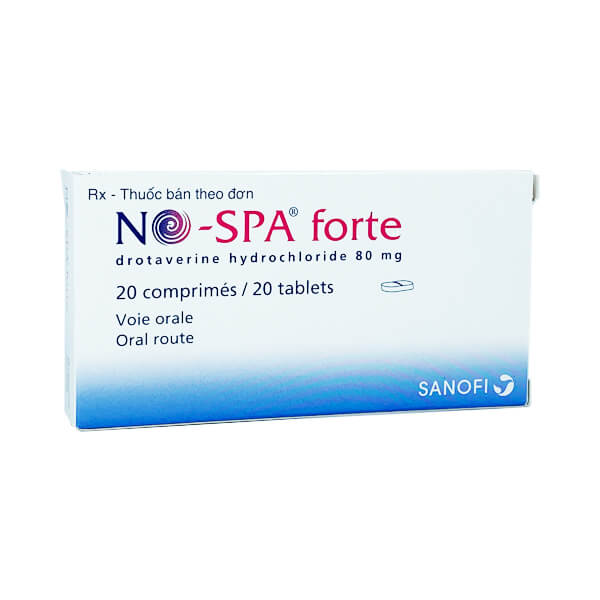 Rx - Thuốc bán theo đơn
NO-SPA® forte
drotaverine hydrochloride 80 mg
20 comprimés / 20 tablets
Voie orale
Oral route
SANOFI